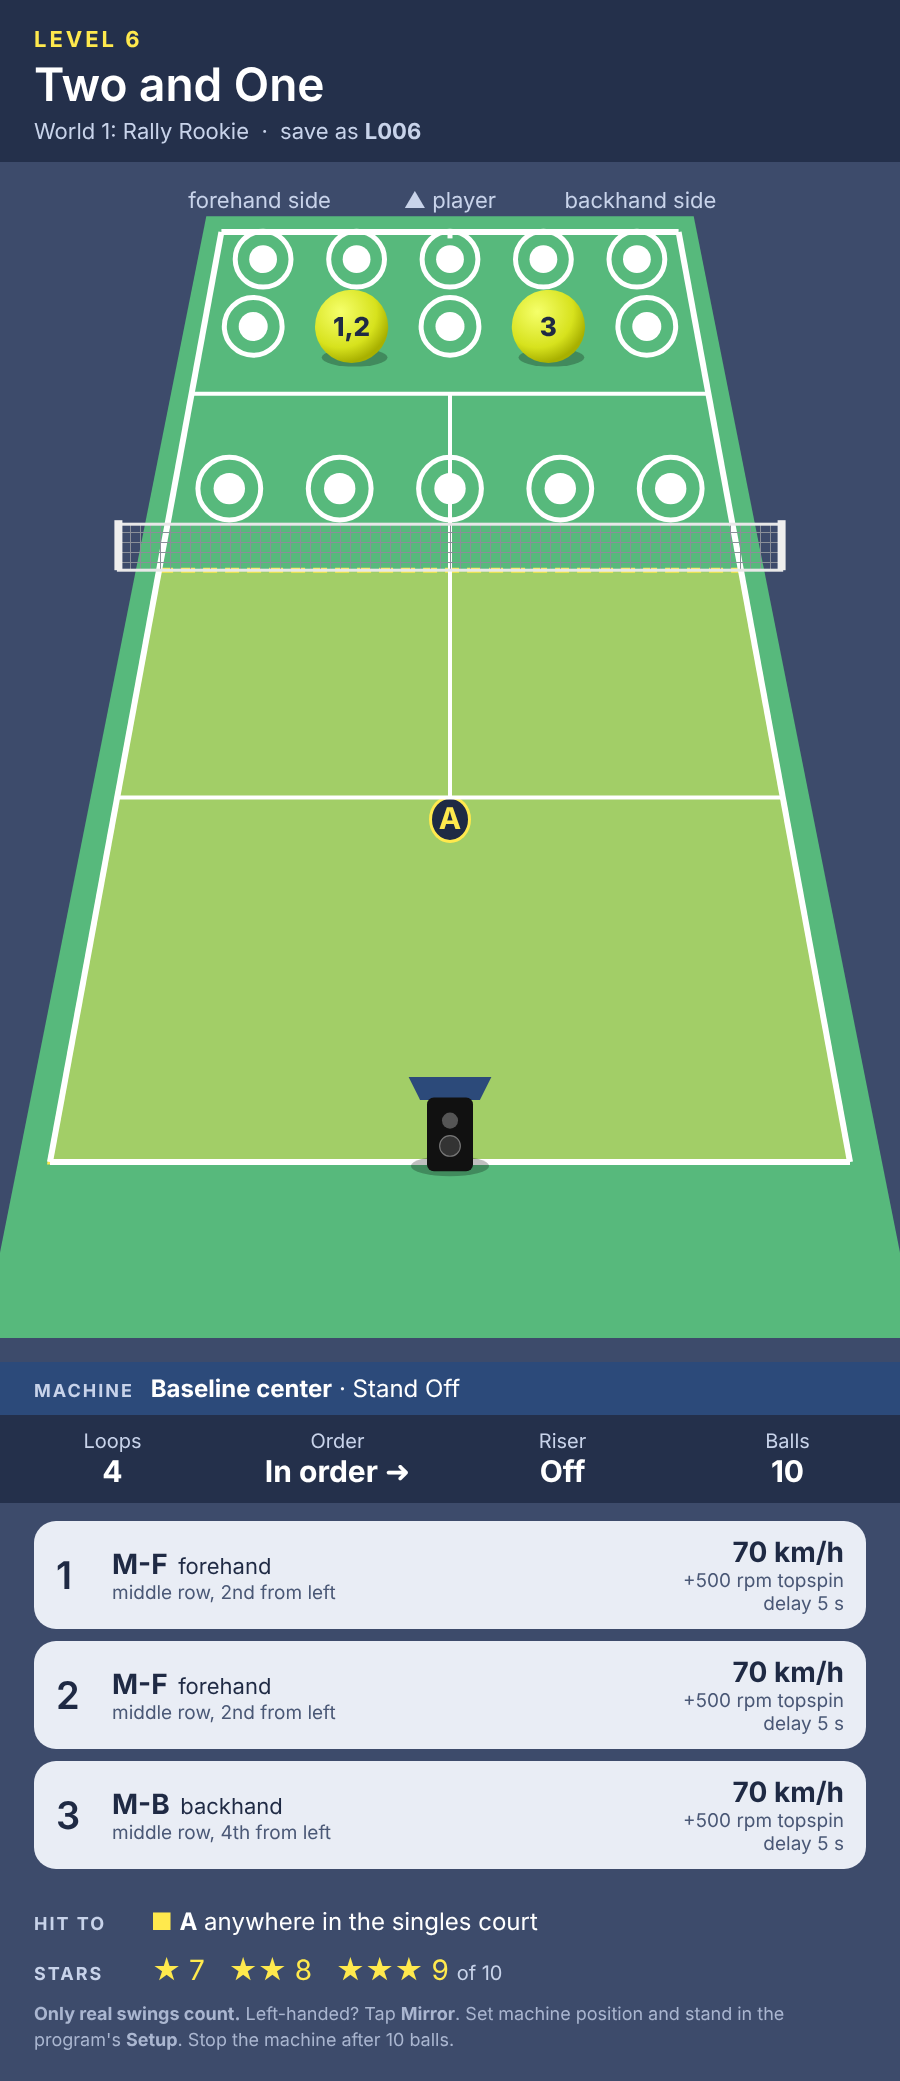 LEVEL 6
Two and One
World 1: Rally Rookie · save as L006
forehand side ▲ player backhand side
1,2 3
A
MACHINE Baseline center · Stand Off
Loops Order Riser Balls
4 In order ➜ Off 10
1 M-F forehand 70 km/h
middle row, 2nd from left +500 rpm topspin
delay 5 s
2 M-F forehand 70 km/h
middle row, 2nd from left +500 rpm topspin
delay 5 s
3 M-B backhand 70 km/h
middle row, 4th from left +500 rpm topspin
delay 5 s
HIT TO ■ A anywhere in the singles court
STARS ★ 7 ★★ 8 ★★★ 9 of 10
Only real swings count. Left-handed? Tap Mirror. Set machine position and stand in the
program's Setup. Stop the machine after 10 balls.